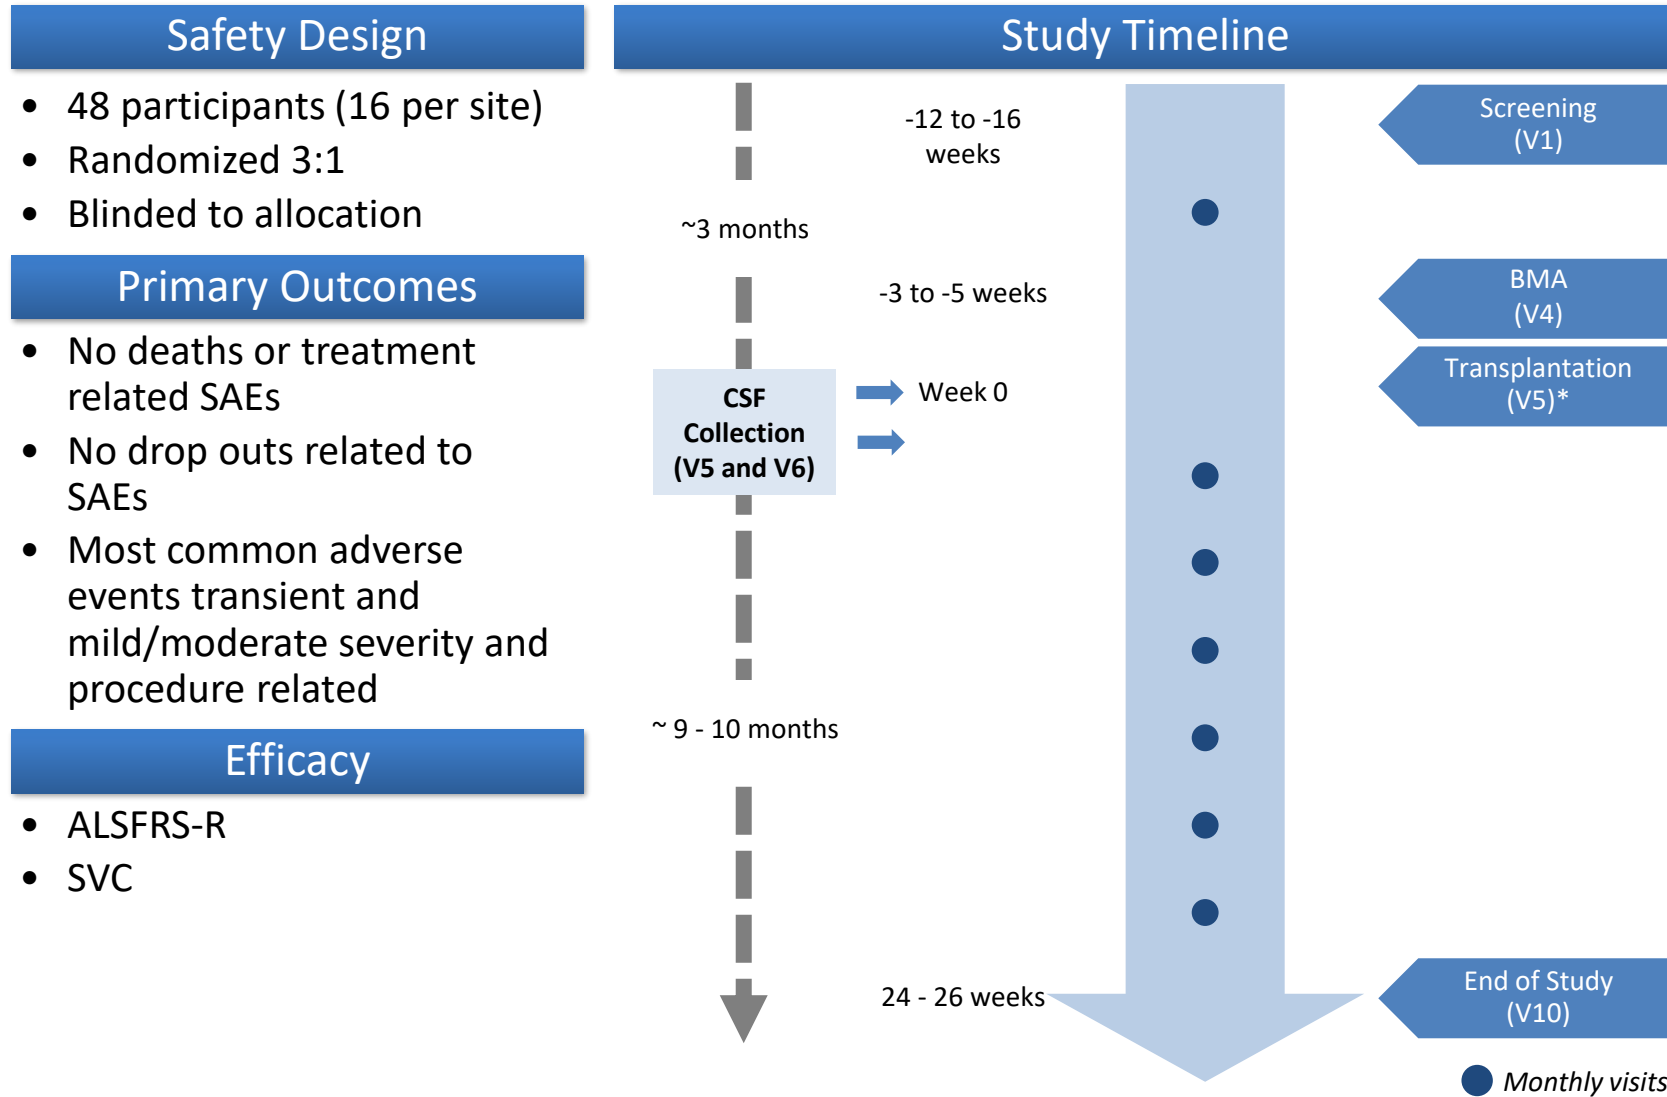 Safety Design
• 48 participants (16 per site)
• Randomized 3:1
• Blinded to allocation
Primary Outcomes
• No deaths or treatment
related SAEs
• No drop outs related to
SAEs
• Most common adverse
events transient and
mild/moderate severity and
procedure related
Efficacy
• ALSFRS-R
• SVC
Study Timeline
~3 months
CSF
Collection
(V5 and V6)
~ 9 - 10 months
-12 to -16
weeks
-3 to -5 weeks
Week 0
24 - 26 weeks
Screening
(V1)
BMA
(V4)
Transplantation
(V5)*
End of Study
(V10)
Monthly visits